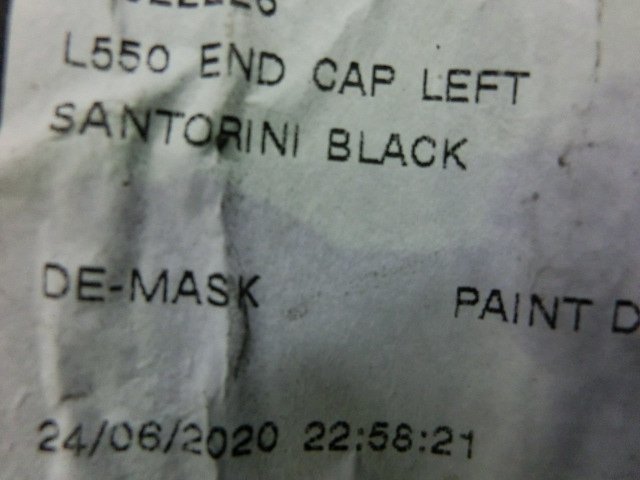 L550 END CAP LEFT
SANTORINI BLACK
DE-MASK PAINT D
24/06/2020 22:58:21